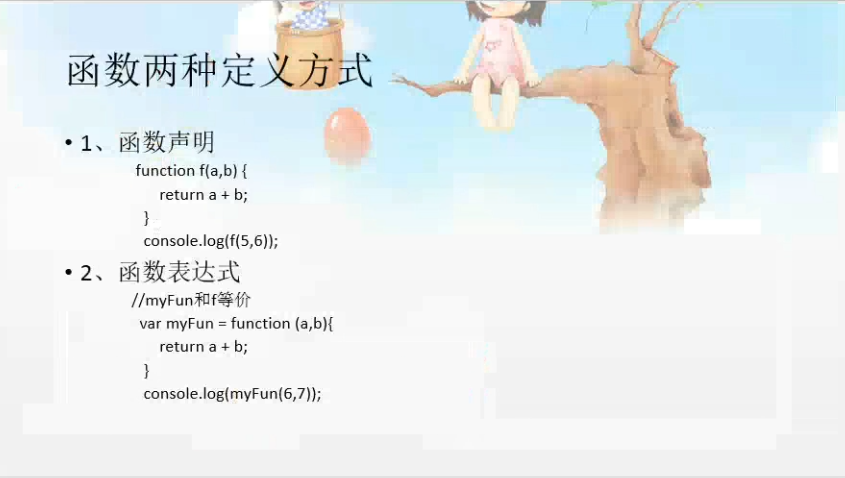 函数两种定义方式
• 1、函数声明
function f(a,b) {
return a + b;
}
console.log(f(5,6));
• 2、函数表达式
//myFun和f等价
var myFun = function (a,b){
return a + b;
}
console.log(myFun(6,7));